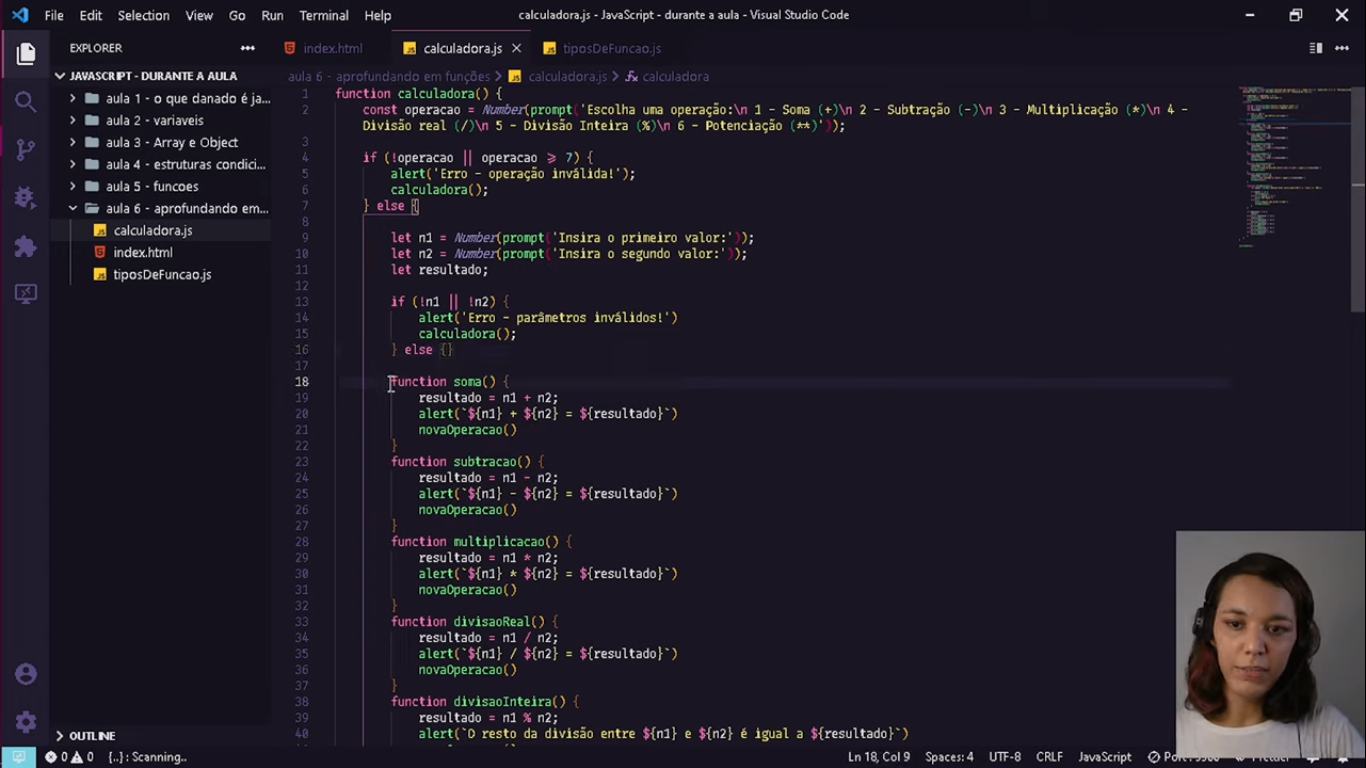 File Edit Selection View Go Run Terminal Help
calculadora.js - JavaScript - durante a aula - Visual Studio Code
EXPLORER
index.html
calculadora.js
tiposDeFuncao.js
JAVASCRIPT - DURANTE A AULA
aula 1 - o que danado é ja...
aula 2 - variaveis
aula 3 - Array e Object
aula 4 - estruturas condici...
aula 5 - funcoes
aula 6 - aprofundando em...
calculadora.js
index.html
tiposDeFuncao.js
OUTLINE
aula 6 - aprofundando em funções > calculadora.js > calculadora
1 function calculadora() {
2 const operacao = Number(prompt('Escolha uma operação:\n 1 - Soma (+)\n 2 - Subtração (-)\n 3 - Multiplicação (*)\n 4 -
Divisão real (/)\n 5 - Divisão Inteira (%)\n 6 - Potenciação (**)'));
3
4 if (!operacao || operacao >= 7) {
5 alert('Erro - operação inválida!');
6 calculadora();
7 } else {
8
9 let n1 = Number(prompt('Insira o primeiro valor:'));
10 let n2 = Number(prompt('Insira o segundo valor:'));
11 let resultado;
12
13 if (!n1 || !n2) {
14 alert('Erro - parâmetros inválidos!')
15 calculadora();
16 } else {}
17
18 function soma() {
19 resultado = n1 + n2;
20 alert(`${n1} + ${n2} = ${resultado}`)
21 novaOperacao()
22 }
23 function subtracao() {
24 resultado = n1 - n2;
25 alert(`${n1} - ${n2} = ${resultado}`)
26 novaOperacao()
27 }
28 function multiplicacao() {
29 resultado = n1 * n2;
30 alert(`${n1} * ${n2} = ${resultado}`)
31 novaOperacao()
32 }
33 function divisaoReal() {
34 resultado = n1 / n2;
35 alert(`${n1} / ${n2} = ${resultado}`)
36 novaOperacao()
37 }
38 function divisaoInteira() {
39 resultado = n1 % n2;
40 alert(`O resto da divisão entre ${n1} e ${n2} é igual a ${resultado}`)
0 0 {..} : Scanning..
Ln 18, Col 9 Spaces: 4 UTF-8 CRLF JavaScript